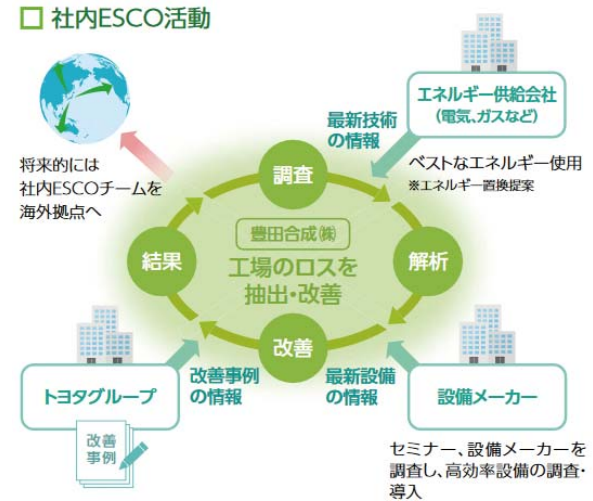 社内ESCO活動
エネルギー供給会社
(電気、ガスなど)
最新技術
の情報
ベストなエネルギー使用
※エネルギー置換提案
将来的には
社内ESCOチームを
海外拠点へ
調査
豊田合成㈱
工場のロスを
抽出・改善
結果
解析
改善
トヨタグループ
改善
事例
改善事例
の情報
最新設備
の情報
設備メーカー
セミナー、設備メーカーを
調査し、高効率設備の調査・
導入